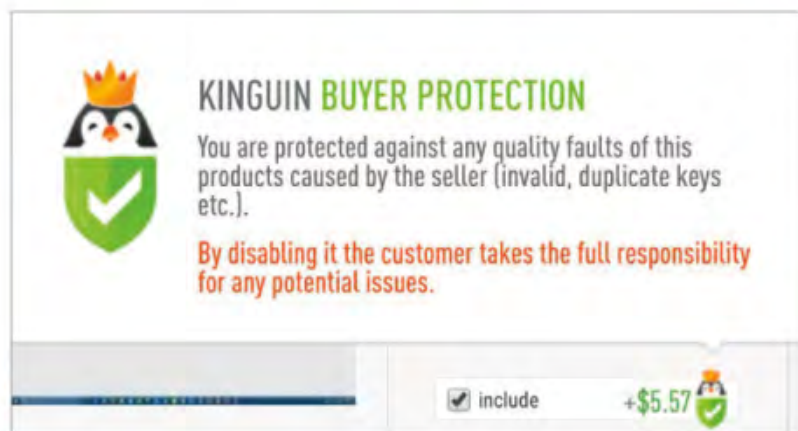 KINGUIN BUYER PROTECTION
You are protected against any quality faults of this
products caused by the seller (invalid, duplicate keys
etc.).
By disabling it the customer takes the full responsibility
for any potential issues.
include +$5.57